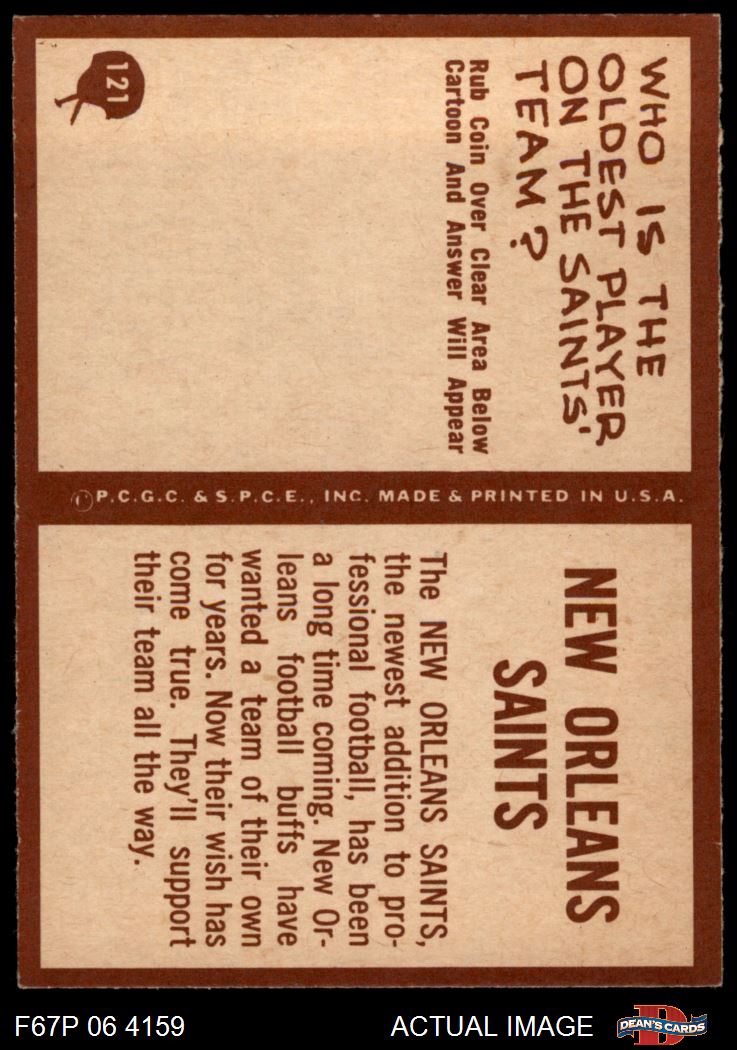 121
WHO IS THE
OLDEST PLAYER
ON THE SAINTS'
TEAM?
Rub Coin Over Clear Area Below
Cartoon And Answer Will Appear
©P.C.G.C. & S.P.C.E., INC. MADE & PRINTED IN U.S.A.
NEW ORLEANS
SAINTS
The NEW ORLEANS SAINTS,
the newest addition to pro-
fessional football, has been
a long time coming. New Or-
leans football buffs have
wanted a team of their own
for years. Now their wish has
come true. They'll support
their team all the way.
F67P 06 4159
ACTUAL IMAGE
D
DEAN'S CARDS